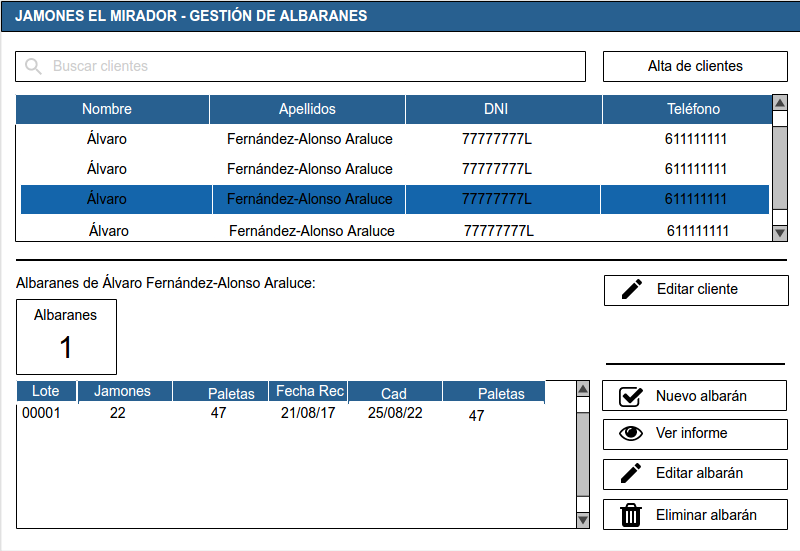 JAMONES EL MIRADOR - GESTIÓN DE ALBARANES
Buscar clientes
Alta de clientes
Nombre Apellidos DNI Teléfono
Álvaro Fernández-Alonso Araluce 77777777L 611111111
Álvaro Fernández-Alonso Araluce 77777777L 611111111
Álvaro Fernández-Alonso Araluce 77777777L 611111111
Álvaro Fernández-Alonso Araluce 77777777L 611111111
Albaranes de Álvaro Fernández-Alonso Araluce:
Editar cliente
Albaranes
1
Lote Jamones Paletas Fecha Rec Cad Paletas
00001 22 47 21/08/17 25/08/22 47
Nuevo albarán
Ver informe
Editar albarán
Eliminar albarán